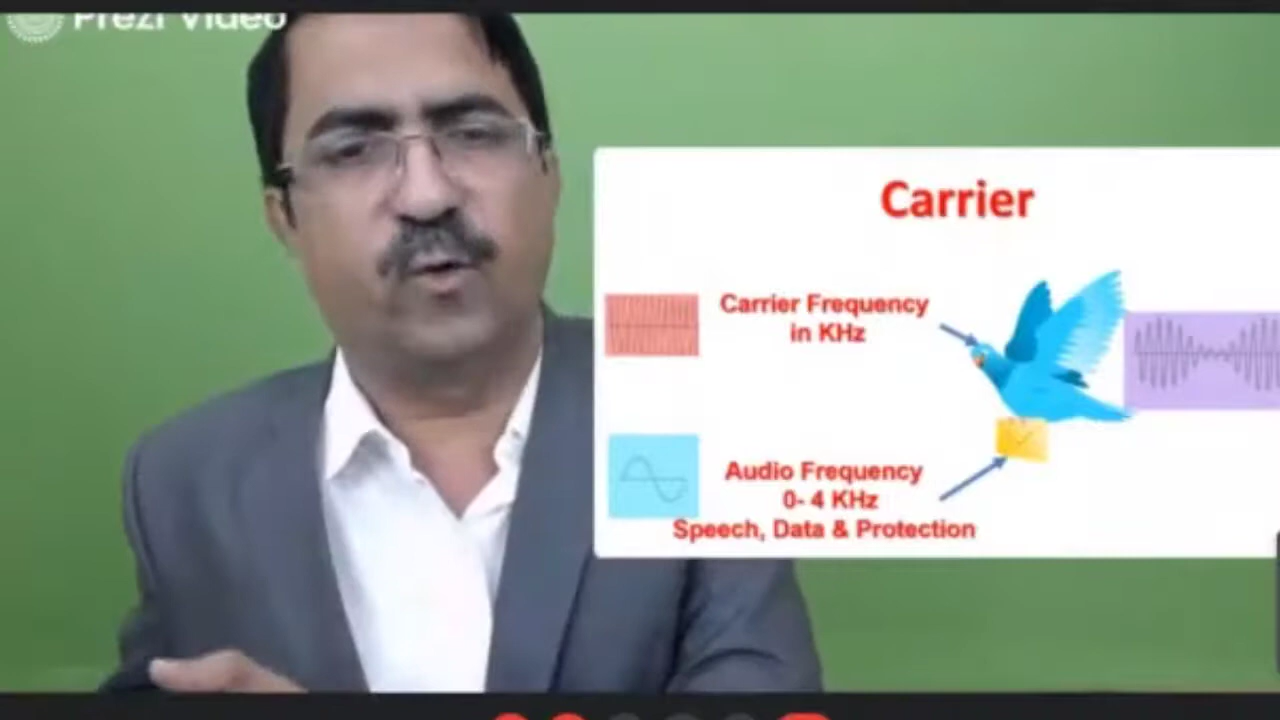 Prezi Video
Carrier
Carrier Frequency
in KHz
Audio Frequency
0- 4 KHz
Speech, Data & Protection